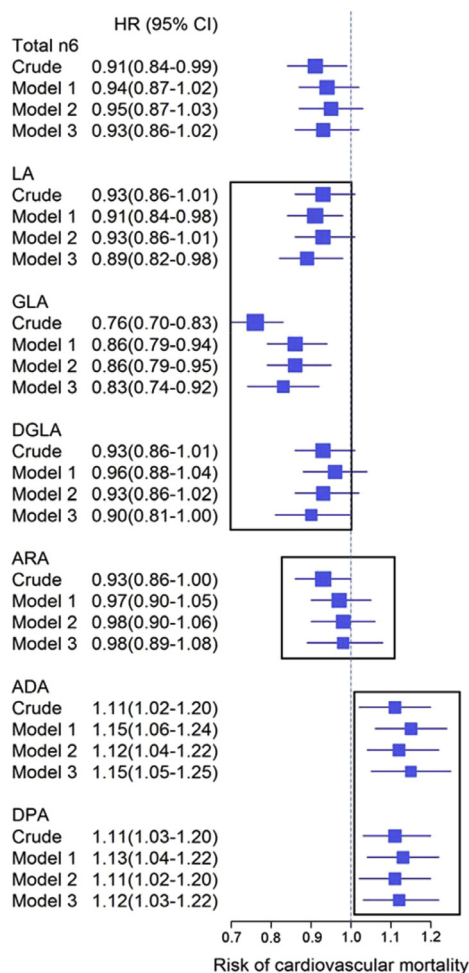 HR (95% CI)
Total n6
Crude 0.91(0.84-0.99)
Model 1 0.94(0.87-1.02)
Model 2 0.95(0.87-1.03)
Model 3 0.93(0.86-1.02)
LA
Crude 0.93(0.86-1.01)
Model 1 0.91(0.84-0.98)
Model 2 0.93(0.86-1.01)
Model 3 0.89(0.82-0.98)
GLA
Crude 0.76(0.70-0.83)
Model 1 0.86(0.79-0.94)
Model 2 0.86(0.79-0.95)
Model 3 0.83(0.74-0.92)
DGLA
Crude 0.93(0.86-1.01)
Model 1 0.96(0.88-1.04)
Model 2 0.93(0.86-1.02)
Model 3 0.90(0.81-1.00)
ARA
Crude 0.93(0.86-1.00)
Model 1 0.97(0.90-1.05)
Model 2 0.98(0.90-1.06)
Model 3 0.98(0.89-1.08)
ADA
Crude 1.11(1.02-1.20)
Model 1 1.15(1.06-1.24)
Model 2 1.12(1.04-1.22)
Model 3 1.15(1.05-1.25)
DPA
Crude 1.11(1.03-1.20)
Model 1 1.13(1.04-1.22)
Model 2 1.11(1.02-1.20)
Model 3 1.12(1.03-1.22)
0.7 0.8 0.9 1.0 1.1 1.2
Risk of cardiovascular mortality